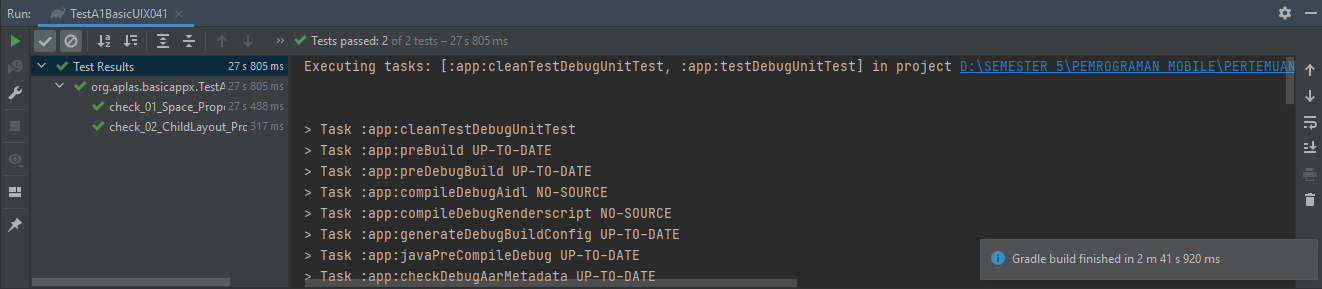 Run: TestA1BasicUIX041
Tests passed: 2 of 2 tests – 27 s 805 ms
Test Results 27 s 805 ms
org.aplas.basicappx.TestA 27 s 805 ms
check_01_Space_Prop 27 s 488 ms
check_02_ChildLayout_Pro 317 ms
Executing tasks: [:app:cleanTestDebugUnitTest, :app:testDebugUnitTest] in project D:\SEMESTER 5\PEMROGRAMAN MOBILE\PERTEMUAN
> Task :app:cleanTestDebugUnitTest
> Task :app:preBuild UP-TO-DATE
> Task :app:preDebugBuild UP-TO-DATE
> Task :app:compileDebugAidl NO-SOURCE
> Task :app:compileDebugRenderscript NO-SOURCE
> Task :app:generateDebugBuildConfig UP-TO-DATE
> Task :app:javaPreCompileDebug UP-TO-DATE
> Task :app:checkDebugAarMetadata UP-TO-DATE
Gradle build finished in 2 m 41 s 920 ms